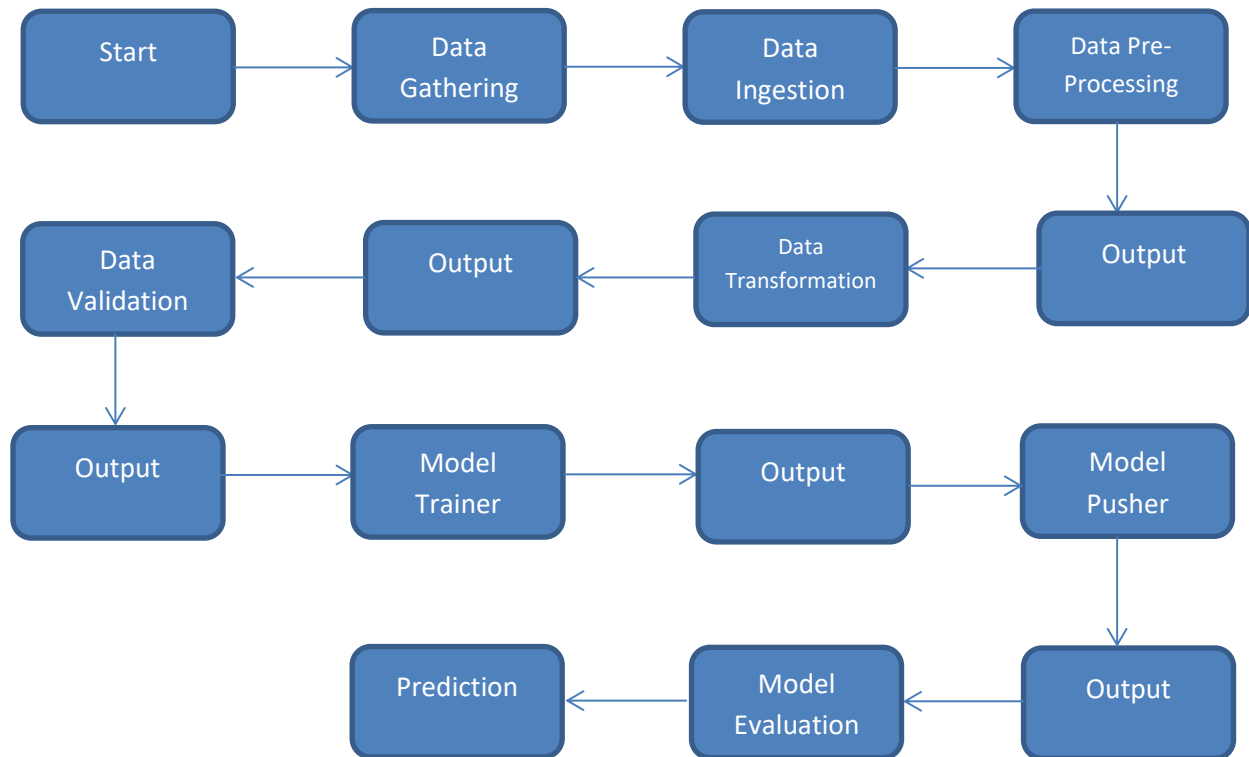 Start
Data
Gathering
Data
Ingestion
Data Pre-
Processing
Output
Data
Transformation
Output
Data
Validation
Output
Model
Trainer
Output
Model
Pusher
Output
Model
Evaluation
Prediction